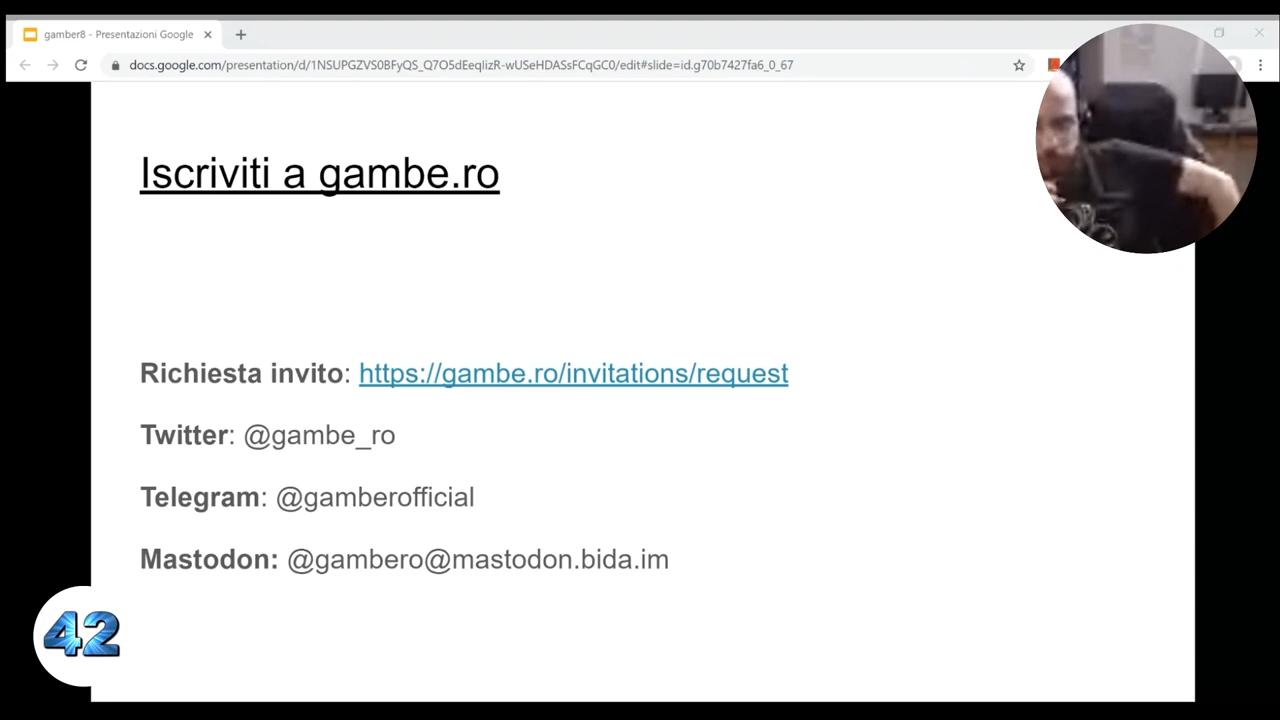 gamber8 - Presentazioni Google
docs.google.com/presentation/d/1NSUPGZVS0BFyQS_Q7O5dEeqIizR-wUSeHDASsFCqGC0/edit#slide=id.g70b7427fa6_0_67
Iscriviti a gambe.ro
Richiesta invito: https://gambe.ro/invitations/request
Twitter: @gambe_ro
Telegram: @gamberofficial
Mastodon: @gambero@mastodon.bida.im
42